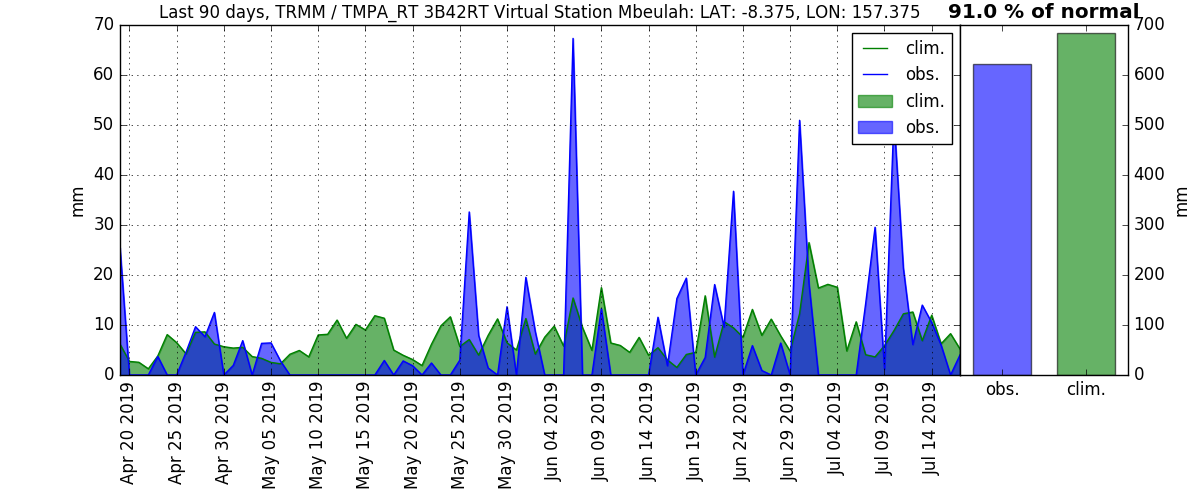 Last 90 days, TRMM / TMPA_RT 3B42RT Virtual Station Mbeulah: LAT: -8.375, LON: 157.375
91.0 % of normal
70
60
50
40
30
20
10
0
mm
clim.
obs.
clim.
obs.
700
600
500
400
300
200
100
0
mm
obs.
clim.
Apr 20 2019
Apr 25 2019
Apr 30 2019
May 05 2019
May 10 2019
May 15 2019
May 20 2019
May 25 2019
May 30 2019
Jun 04 2019
Jun 09 2019
Jun 14 2019
Jun 19 2019
Jun 24 2019
Jun 29 2019
Jul 04 2019
Jul 09 2019
Jul 14 2019